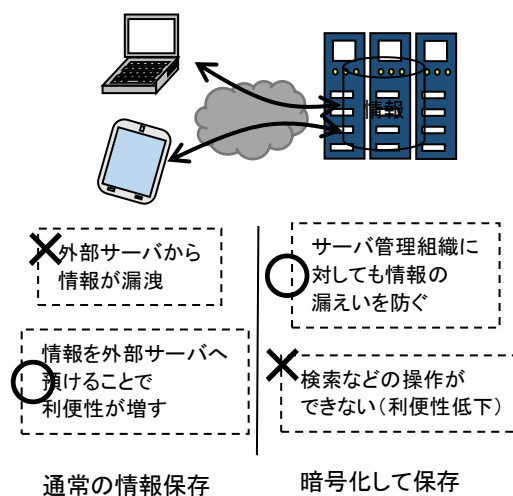 情報
外部サーバから
情報が漏洩
情報を外部サーバへ
預けることで
利便性が増す
通常の情報保存
サーバ管理組織に
対しても情報の
漏えいを防ぐ
検索などの操作が
できない(利便性低下)
暗号化して保存